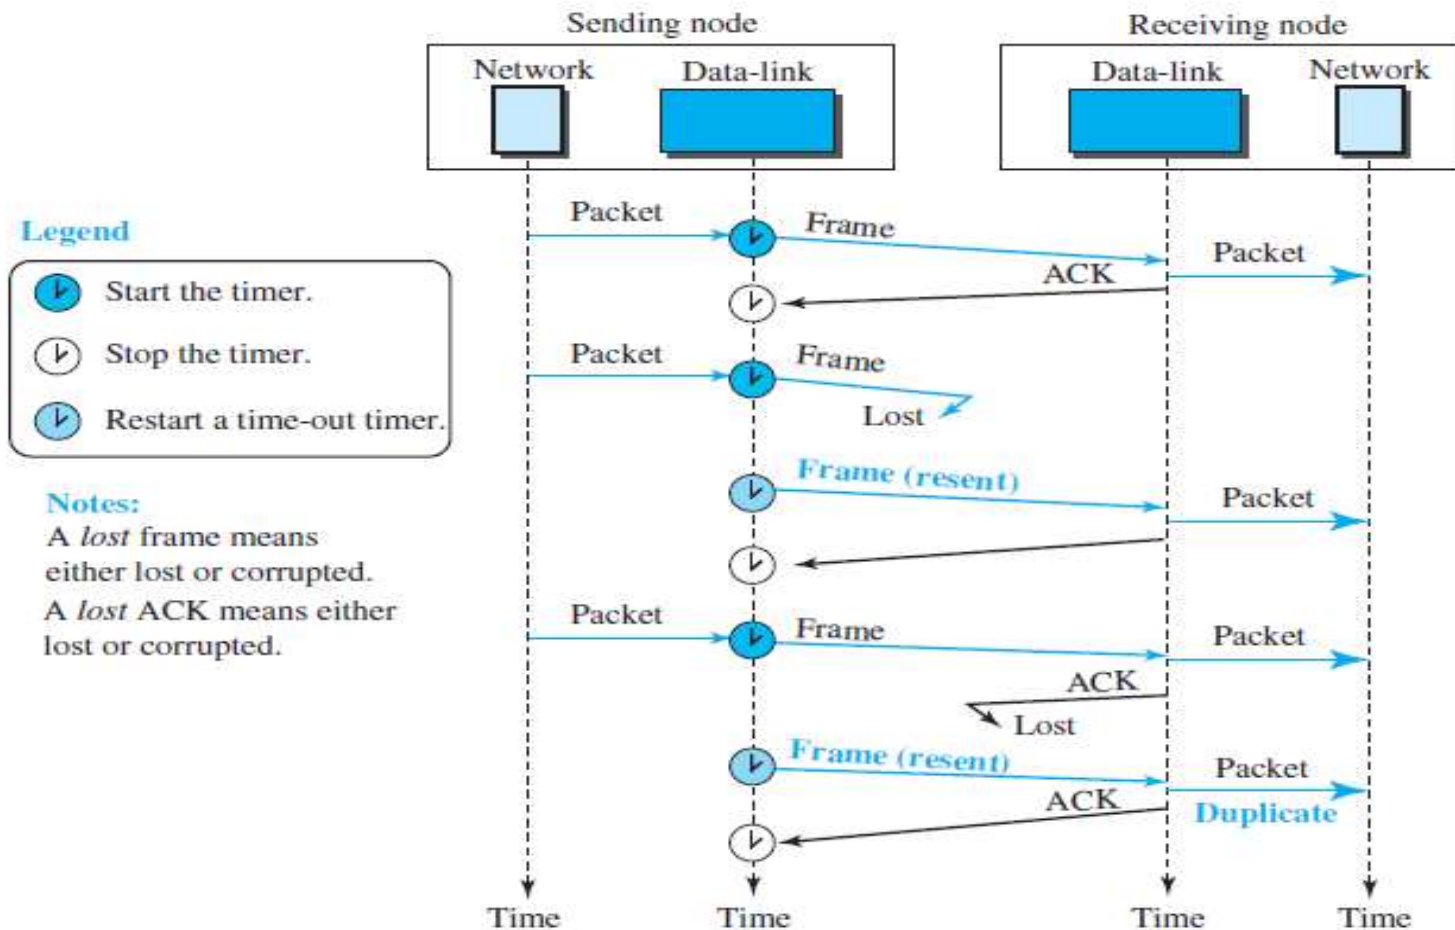 Sending node
Receiving node
Network
Data-link
Data-link
Network
Packet
Frame
Packet
ACK
Legend
Start the timer.
Stop the timer.
Restart a time-out timer.
Packet
Frame
Lost
Frame (resent)
Packet
Notes:
A lost frame means
either lost or corrupted.
A lost ACK means either
lost or corrupted.
Packet
Frame
Packet
ACK
Lost
Frame (resent)
Packet
ACK
Duplicate
Time
Time
Time
Time